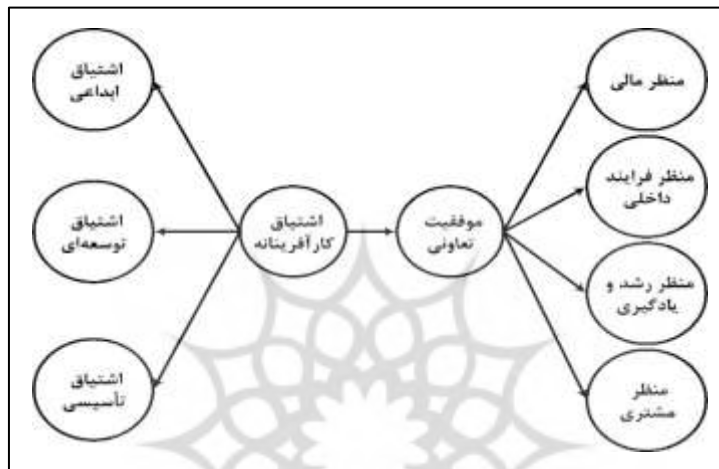 منظر مالی
منظر فرایند
داخلی
منظر رشد و
یادگیری
منظر
مشتری
موفقیت
تعاونی
اشتیاق
کارآفرینانه
اشتیاق
ابداعی
اشتیاق
توسعه‌ای
اشتیاق
تأسیسی